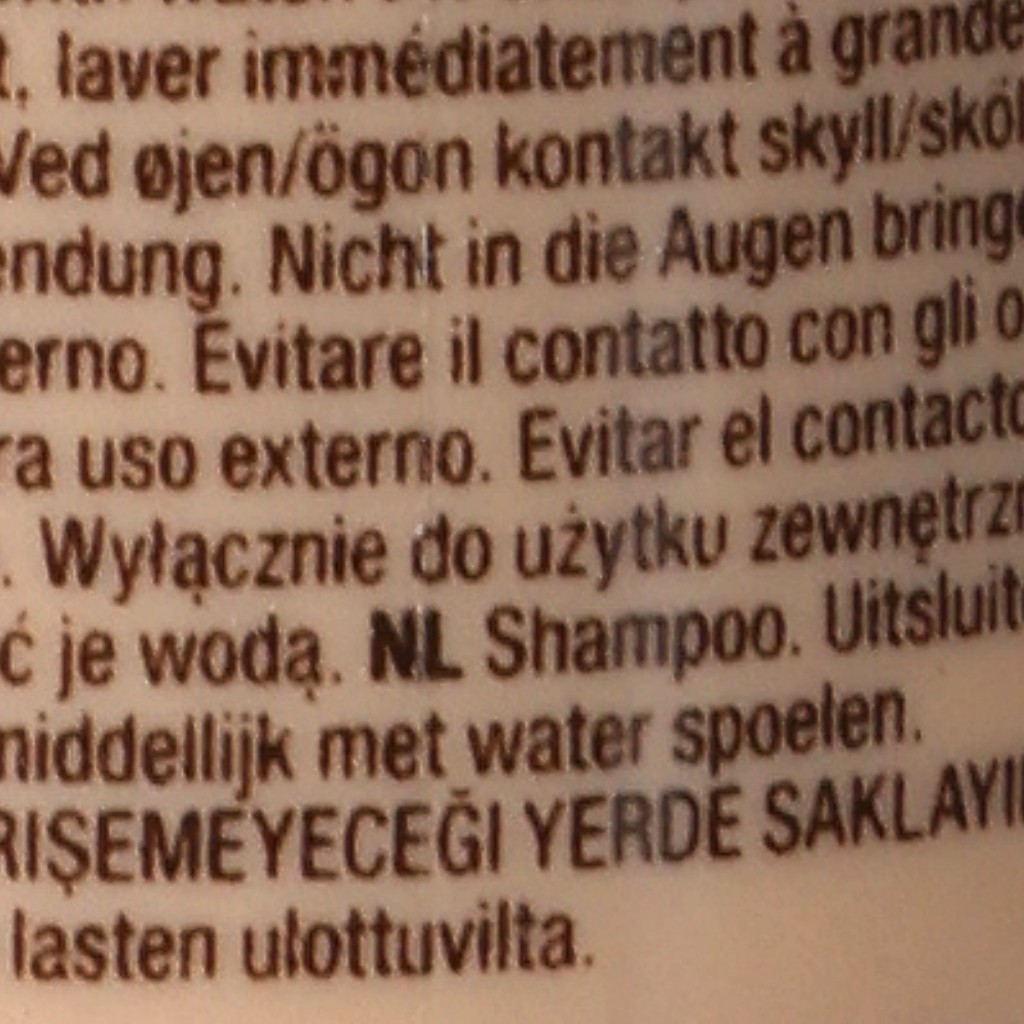 laver immédiatement à grande
Ved øjen/ögon kontakt skyll/sköl
endung. Nicht in die Augen bringe
erno. Evitare il contatto con gli o
ra uso externo. Evitar el contacto
. Wyłącznie do użytku zewnętrz
ć je wodą. NL Shampoo. Uitsluit
middellijk met water spoelen.
RIŞEMEYECEĞI YERDE SAKLAYI
lasten ulottuvilta.